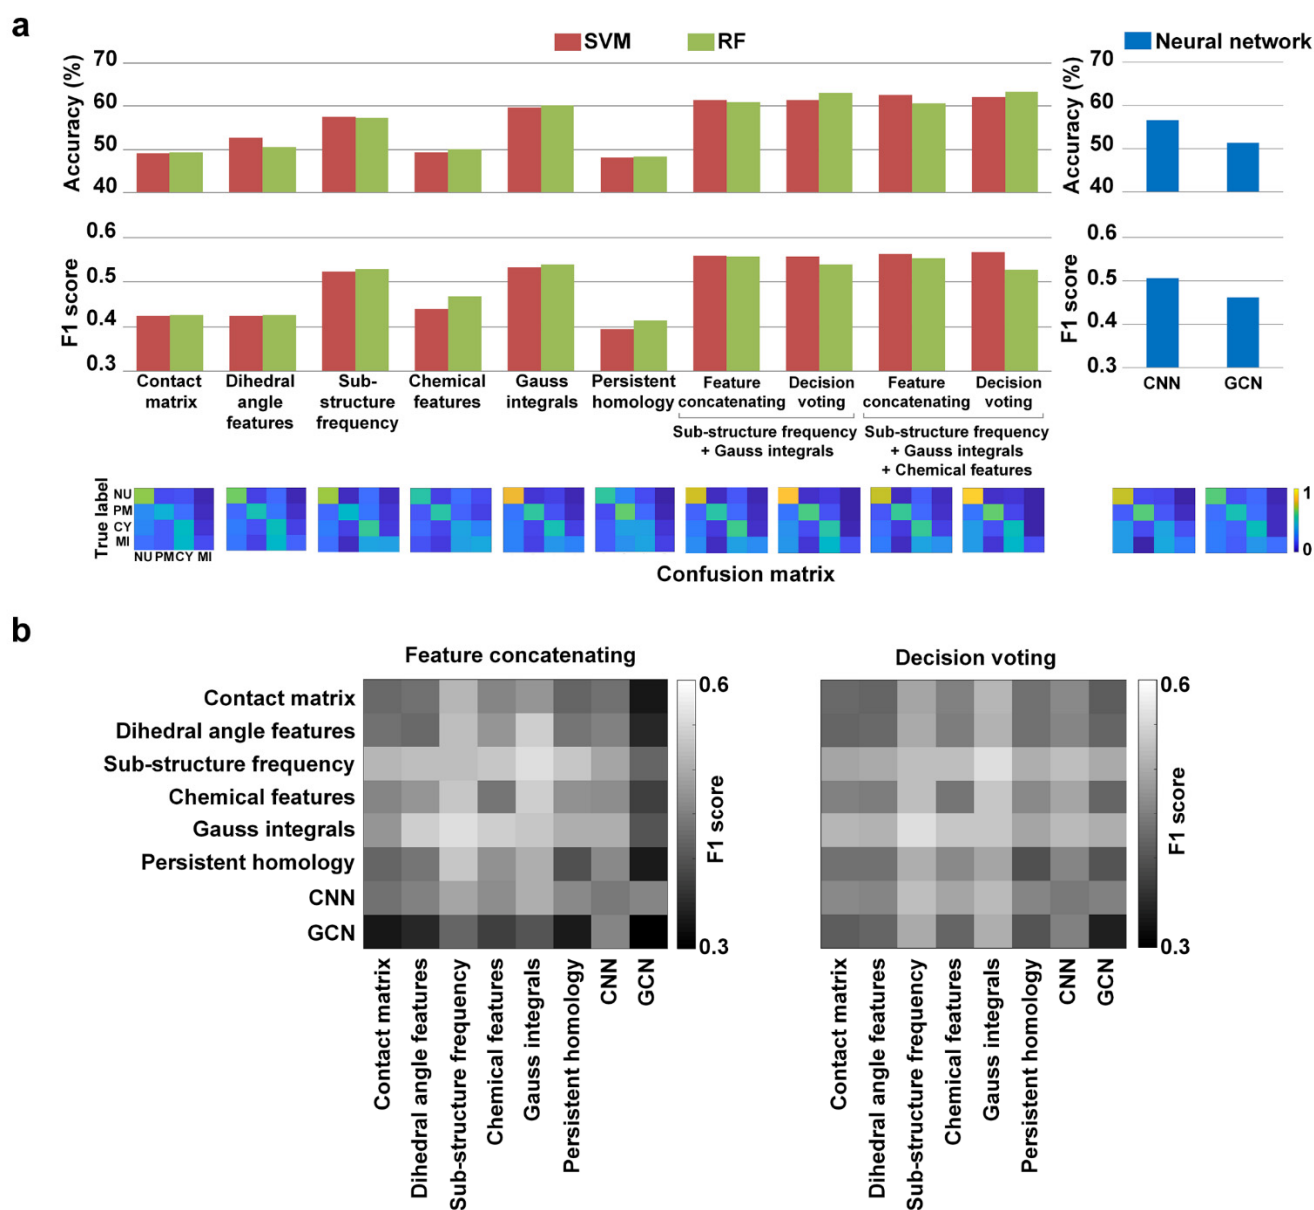 a
SVM
RF
Neural network
Accuracy (%)
70
60
50
40
Accuracy (%)
70
60
50
40
F1 score
0.6
0.5
0.4
0.3
F1 score
0.6
0.5
0.4
0.3
Contact
matrix
Dihedral
angle
features
Sub-
structure
frequency
Chemical
features
Gauss
integrals
Persistent
homology
Feature
concatenating
Decision
voting
Feature
concatenating
Decision
voting
CNN
GCN
Sub-structure frequency
+ Gauss integrals
Sub-structure frequency
+ Gauss integrals
+ Chemical features
True label
NU
PM
CY
MI
NU PM CY MI
1
0
Confusion matrix
b
Feature concatenating
Contact matrix
Dihedral angle features
Sub-structure frequency
Chemical features
Gauss integrals
Persistent homology
CNN
GCN
Contact matrix
Dihedral angle features
Sub-structure frequency
Chemical features
Gauss integrals
Persistent homology
CNN
GCN
0.6
F1 score
0.3
Decision voting
Contact matrix
Dihedral angle features
Sub-structure frequency
Chemical features
Gauss integrals
Persistent homology
CNN
GCN
0.6
F1 score
0.3